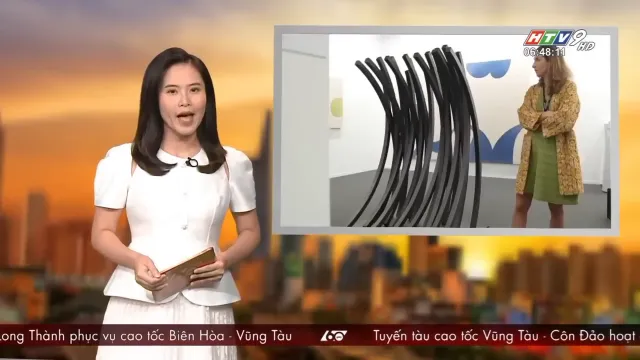 HTV9 HD
06:48:11
Long Thành phục vụ cao tốc Biên Hòa - Vũng Tàu
Tuyến tàu cao tốc Vũng Tàu - Côn Đảo hoạt